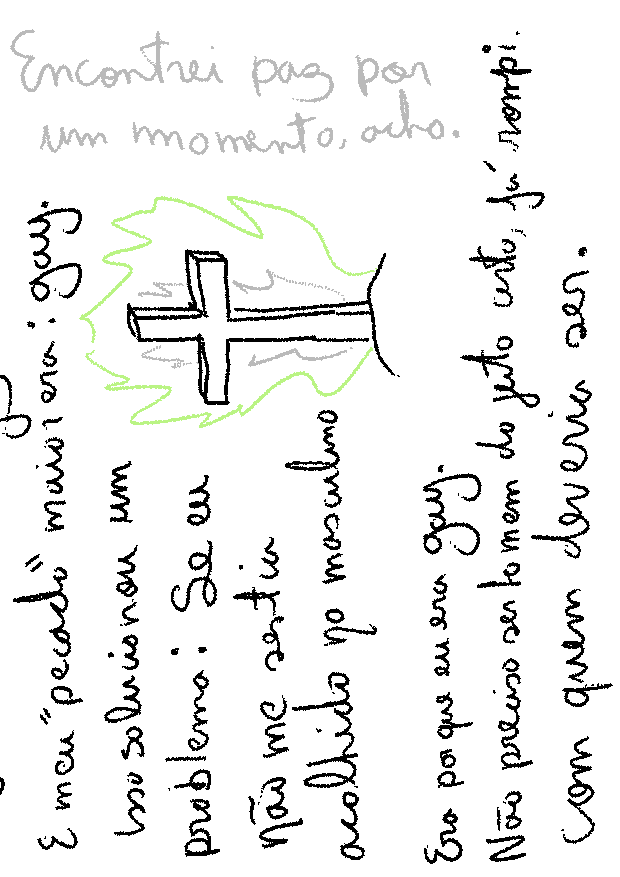 Encontrei paz por
um momento, acho.
E meu "pecado" maior era: gay.
Isso solucionou um
problema: Se eu
não me sentia
acolhido no masculino
Era porque eu era gay.
Não preciso ser homem do jeito certo, já rompi.
com quem deveria ser.